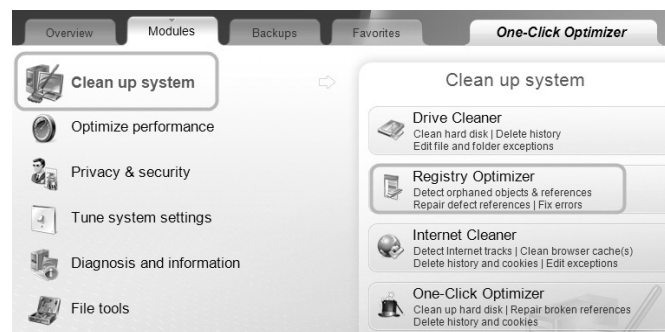 Overview Modules Backups Favorites One-Click Optimizer
Clean up system
Optimize performance
Privacy & security
Tune system settings
Diagnosis and information
File tools
Clean up system
Drive Cleaner
Clean hard disk | Delete history
Edit file and folder exceptions
Registry Optimizer
Detect orphaned objects & references
Repair defect references | Fix errors
Internet Cleaner
Detect Internet tracks | Clean browser cache(s)
Delete history and cookies | Edit exceptions
One-Click Optimizer
Clean up hard disk | Repair broken references
Delete history and cookies